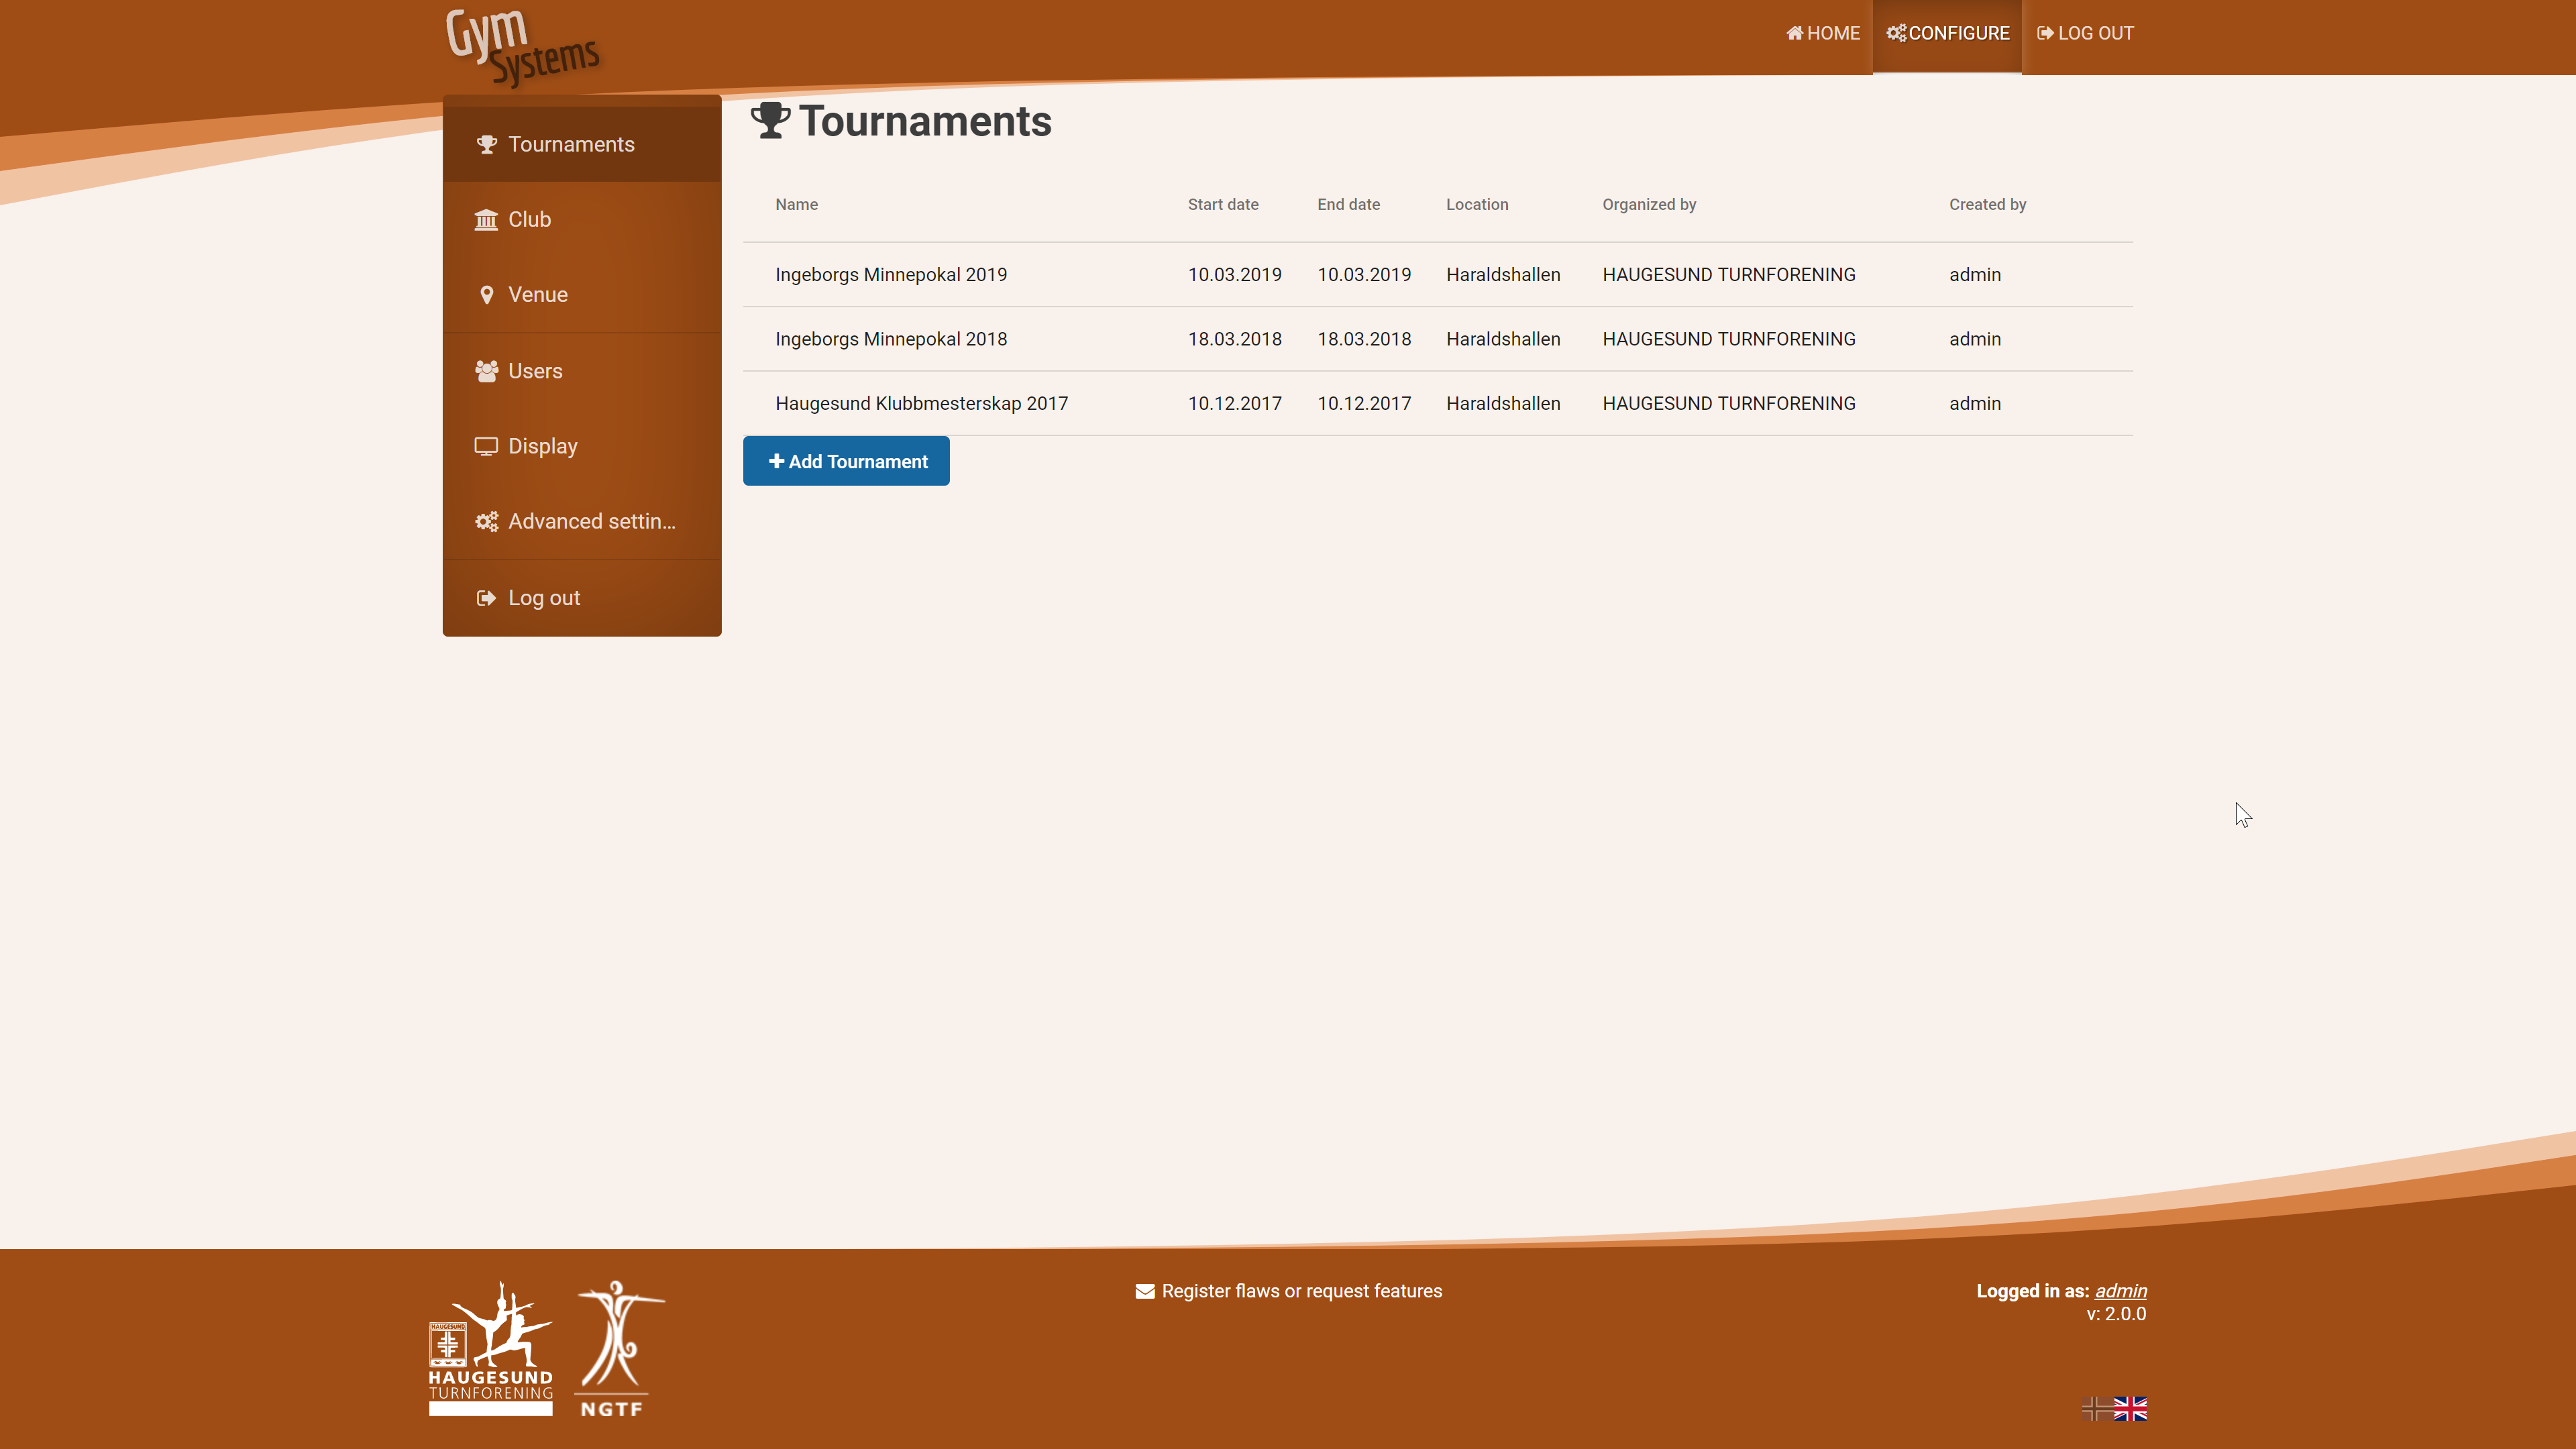 Gym
Systems
HOME
CONFIGURE
LOG OUT
Tournaments
Club
Venue
Users
Display
Advanced settin...
Log out
Tournaments
Name Start date End date Location Organized by Created by
Ingeborgs Minnepokal 2019 10.03.2019 10.03.2019 Haraldshallen HAUGESUND TURNFORENING admin
Ingeborgs Minnepokal 2018 18.03.2018 18.03.2018 Haraldshallen HAUGESUND TURNFORENING admin
Haugesund Klubbmesterskap 2017 10.12.2017 10.12.2017 Haraldshallen HAUGESUND TURNFORENING admin
Add Tournament
HAUGESUND
HAUGESUND
TURNFORENING
NGTF
Register flaws or request features
Logged in as: admin
v: 2.0.0